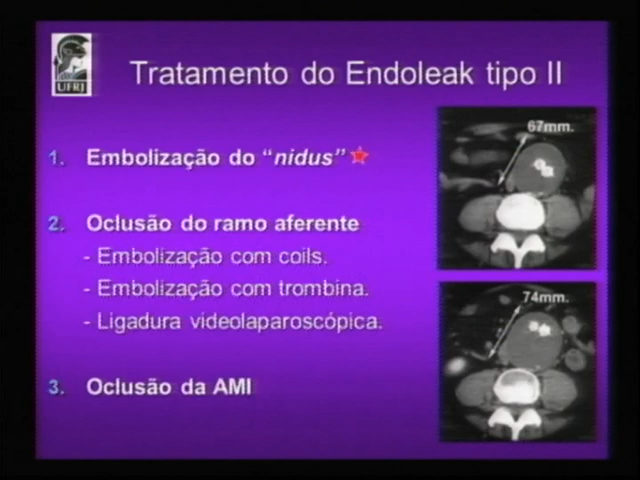 UFRJ
Tratamento do Endoleak tipo II
1. Embolização do "nidus"
2. Oclusão do ramo aferente
- Embolização com coils.
- Embolização com trombina.
- Ligadura videolaparoscópica.
3. Oclusão da AMI
67mm.
74mm.